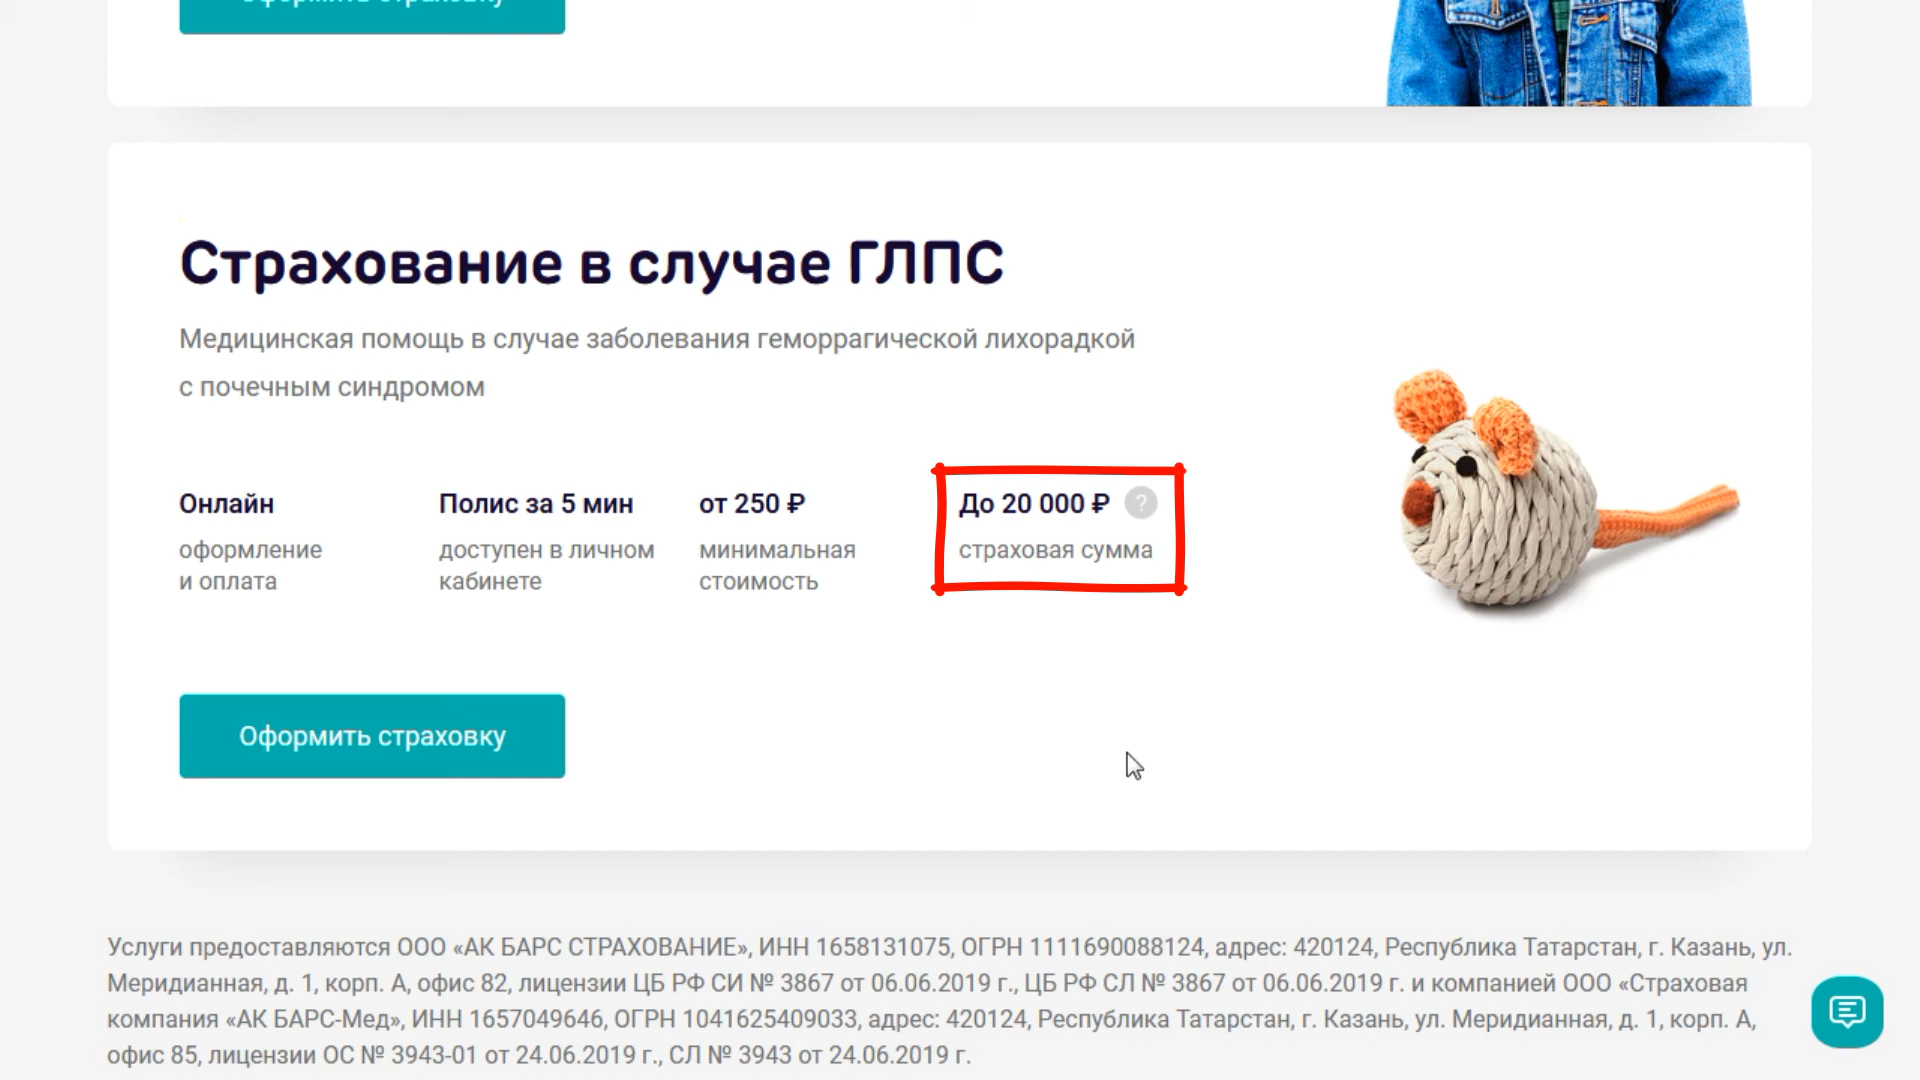 Оформить страховку
Страхование в случае ГЛПС
Медицинская помощь в случае заболевания геморрагической лихорадкой
с почечным синдромом
Онлайн
оформление
и оплата
Полис за 5 мин
доступен в личном
кабинете
от 250 ₽
минимальная
стоимость
До 20 000 ₽ ?
страховая сумма
Оформить страховку
Услуги предоставляются ООО «АК БАРС СТРАХОВАНИЕ», ИНН 1658131075, ОГРН 1111690088124, адрес: 420124, Республика Татарстан, г. Казань, ул.
Меридианная, д. 1, корп. А, офис 82, лицензии ЦБ РФ СИ № 3867 от 06.06.2019 г., ЦБ РФ СЛ № 3867 от 06.06.2019 г. и компанией ООО «Страховая
компания «АК БАРС-Мед», ИНН 1657049646, ОГРН 1041625409033, адрес: 420124, Республика Татарстан, г. Казань, ул. Меридианная, д. 1, корп. А,
офис 85, лицензии ОС № 3943-01 от 24.06.2019 г., СЛ № 3943 от 24.06.2019 г.